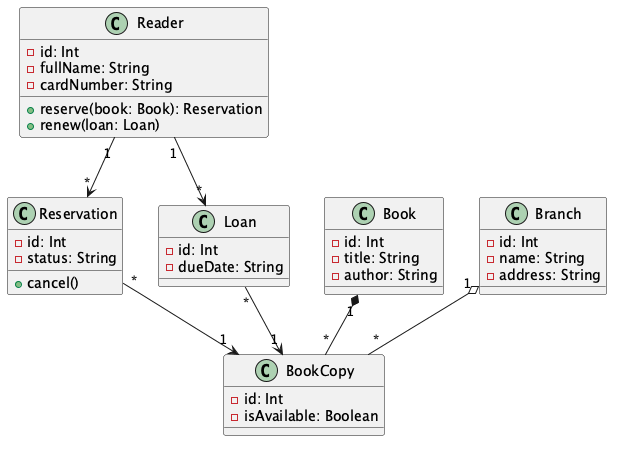 C Reader
id: Int
fullName: String
cardNumber: String
reserve(book: Book): Reservation
renew(loan: Loan)
1 1
* *
C Reservation
id: Int
status: String
cancel()
C Loan
id: Int
dueDate: String
C Book
id: Int
title: String
author: String
C Branch
id: Int
name: String
address: String
* * 1 1
1 1 * *
C BookCopy
id: Int
isAvailable: Boolean